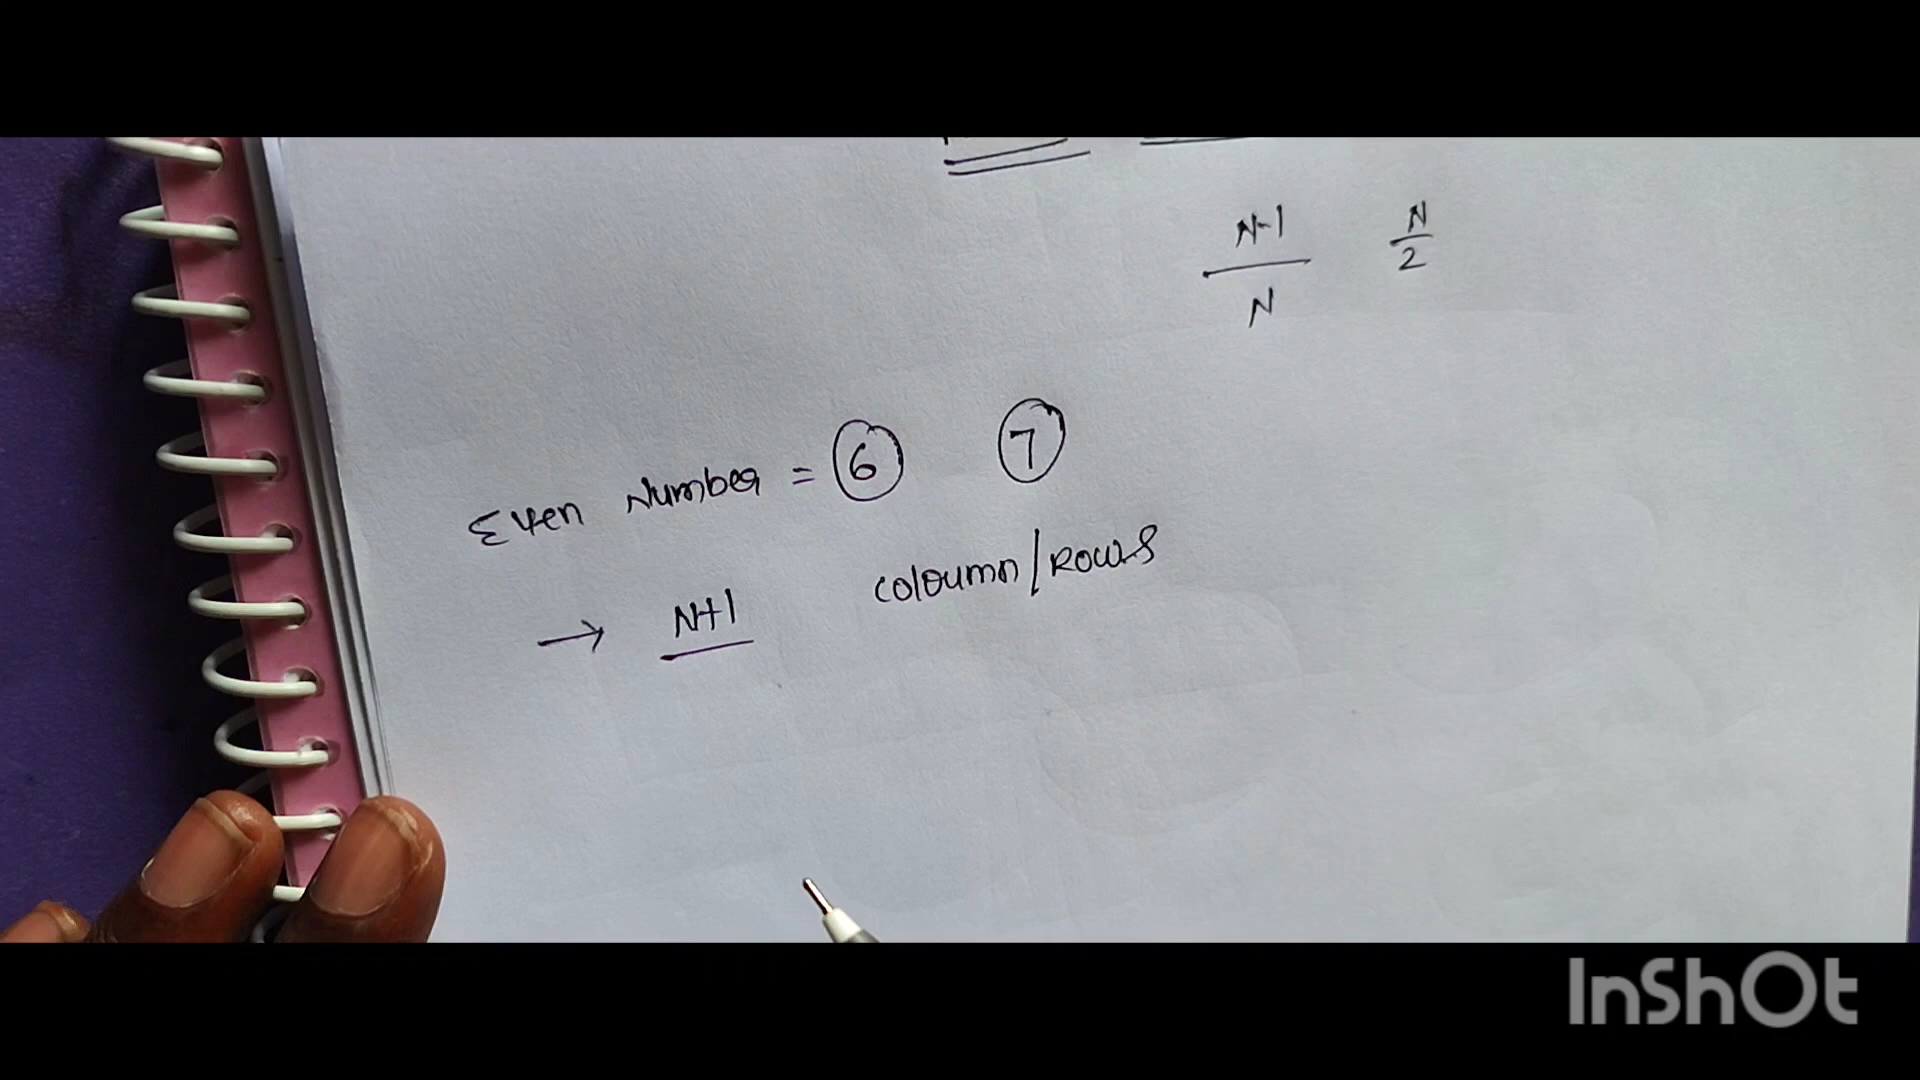 N-1 N
N 2
Even Number = 6 7
→ N+1 coloumn/Rows
InShOt